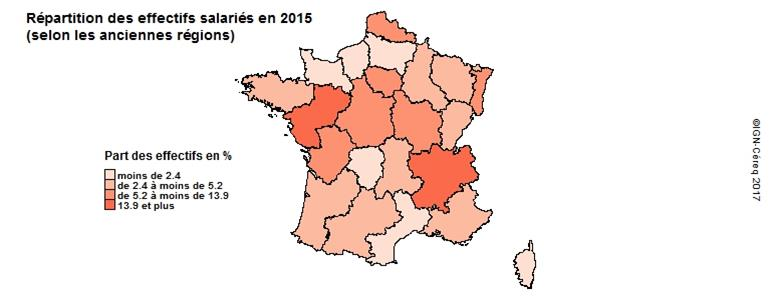 Répartition des effectifs salariés en 2015
(selon les anciennes régions)
Part des effectifs en %
moins de 2.4
de 2.4 à moins de 5.2
de 5.2 à moins de 13.9
13.9 et plus
©IGN-Céreq 2017